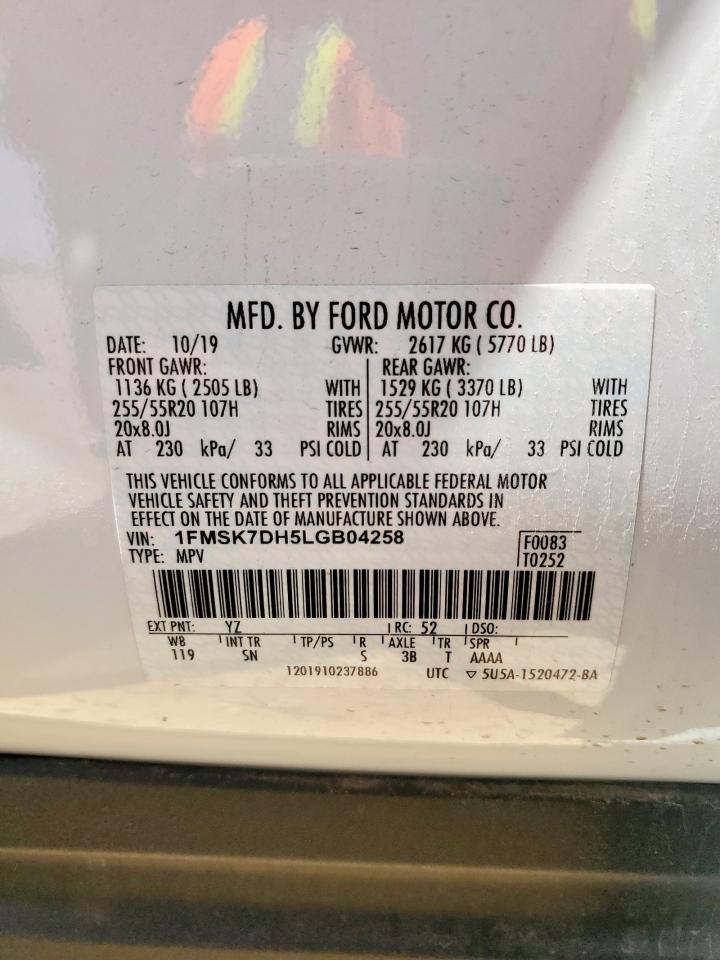 MFD. BY FORD MOTOR CO.
DATE: 10/19 GVWR: 2617 KG ( 5770 LB)
FRONT GAWR: REAR GAWR:
1136 KG ( 2505 LB) WITH 1529 KG ( 3370 LB) WITH
255/55R20 107H TIRES 255/55R20 107H TIRES
20x8.0J RIMS 20x8.0J RIMS
AT 230 kPa/ 33 PSI COLD AT 230 kPa/ 33 PSI COLD
THIS VEHICLE CONFORMS TO ALL APPLICABLE FEDERAL MOTOR
VEHICLE SAFETY AND THEFT PREVENTION STANDARDS IN
EFFECT ON THE DATE OF MANUFACTURE SHOWN ABOVE.
VIN: 1FMSK7DH5LGB04258 F0083
TYPE: MPV T0252
EXT PNT: YZ RC: 52 DSO:
WB INT TR TP/PS R AXLE TR SPR
119 SN S 3B T AAAA
1201910237886 UTC ▽ 5U5A-1520472-BA